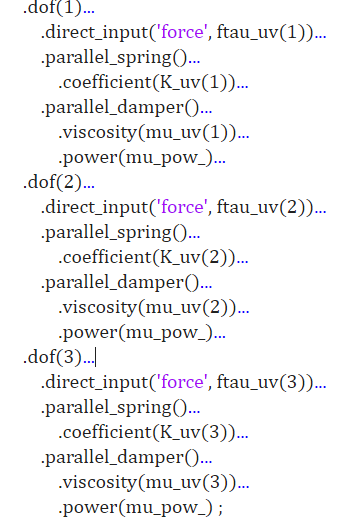 .dof(1)...
.direct_input('force', ftau_uv(1))...
.parallel_spring()...
.coefficient(K_uv(1))...
.parallel_damper()...
.viscosity(mu_uv(1))...
.power(mu_pow_)...
.dof(2)...
.direct_input('force', ftau_uv(2))...
.parallel_spring()...
.coefficient(K_uv(2))...
.parallel_damper()...
.viscosity(mu_uv(2))...
.power(mu_pow_)...
.dof(3)...
.direct_input('force', ftau_uv(3))...
.parallel_spring()...
.coefficient(K_uv(3))...
.parallel_damper()...
.viscosity(mu_uv(3))...
.power(mu_pow_) ;